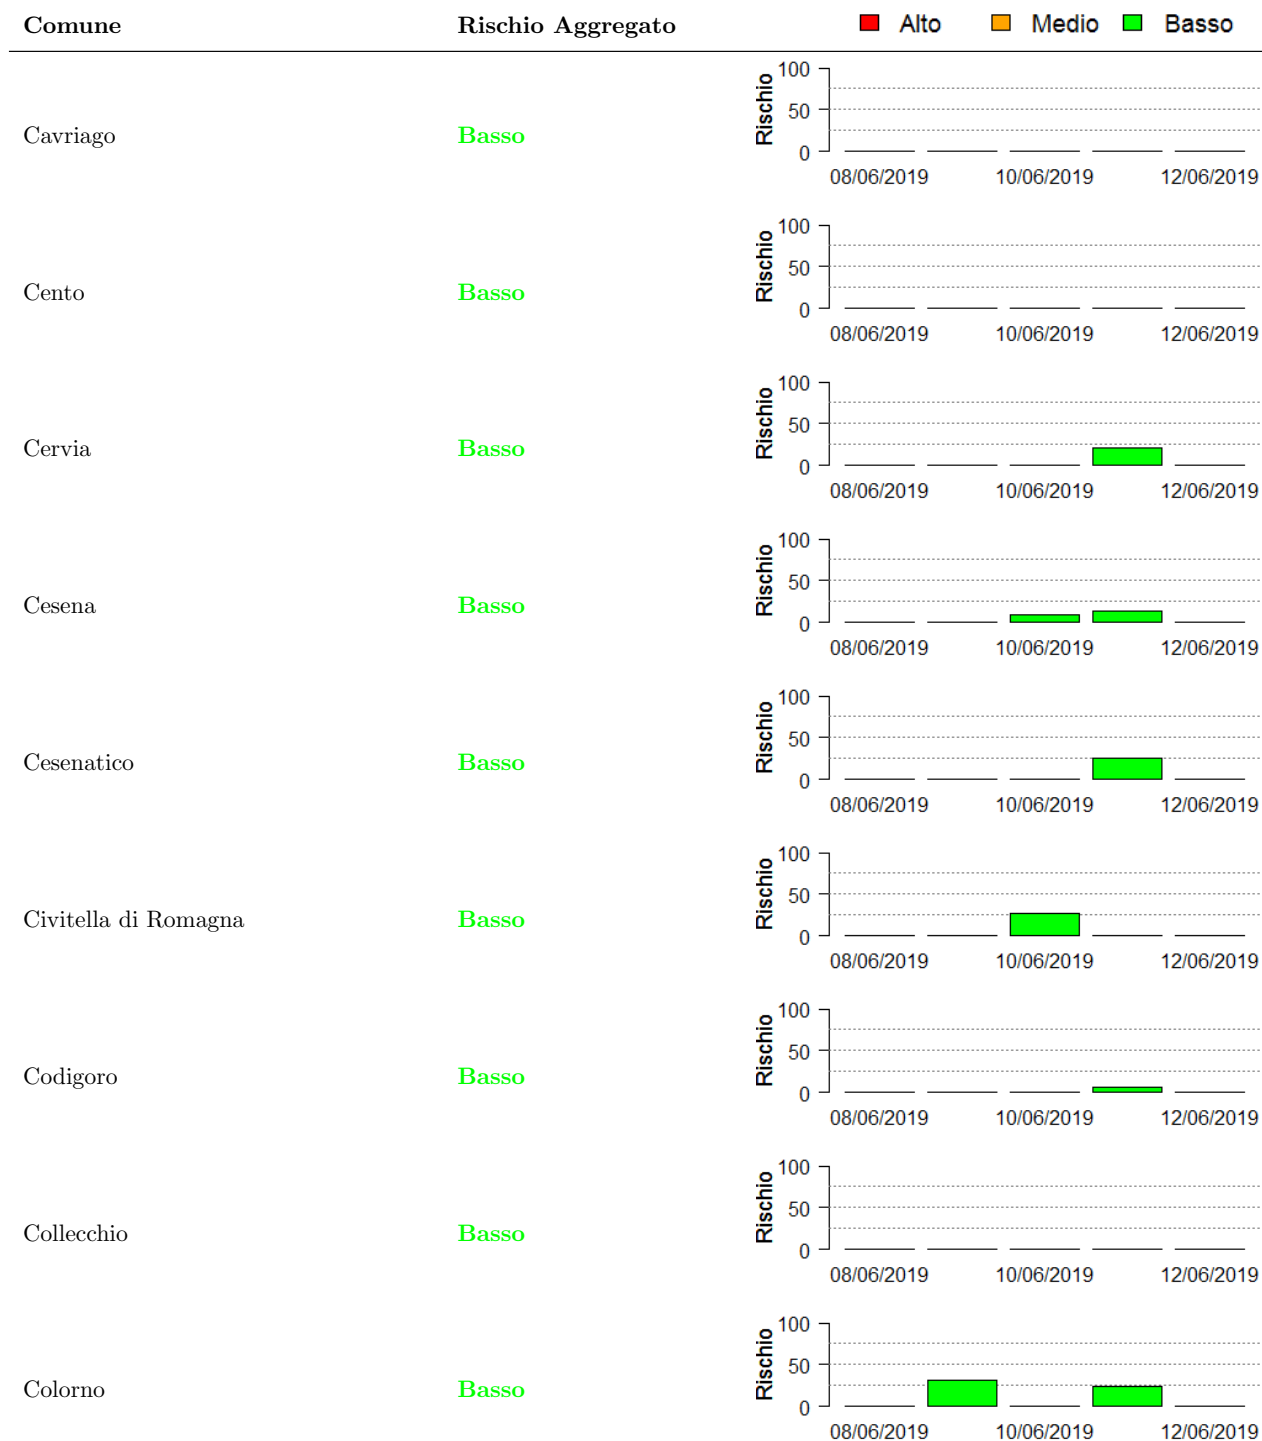 Comune Rischio Aggregato Alto Medio Basso
100
50
0
Rischio
Cavriago Basso
08/06/2019 10/06/2019 12/06/2019
100
50
0
Rischio
Cento Basso
08/06/2019 10/06/2019 12/06/2019
100
50
0
Rischio
Cervia Basso
08/06/2019 10/06/2019 12/06/2019
100
50
0
Rischio
Cesena Basso
08/06/2019 10/06/2019 12/06/2019
100
50
0
Rischio
Cesenatico Basso
08/06/2019 10/06/2019 12/06/2019
100
50
0
Rischio
Civitella di Romagna Basso
08/06/2019 10/06/2019 12/06/2019
100
50
0
Rischio
Codigoro Basso
08/06/2019 10/06/2019 12/06/2019
100
50
0
Rischio
Collecchio Basso
08/06/2019 10/06/2019 12/06/2019
100
50
0
Rischio
Colorno Basso
08/06/2019 10/06/2019 12/06/2019